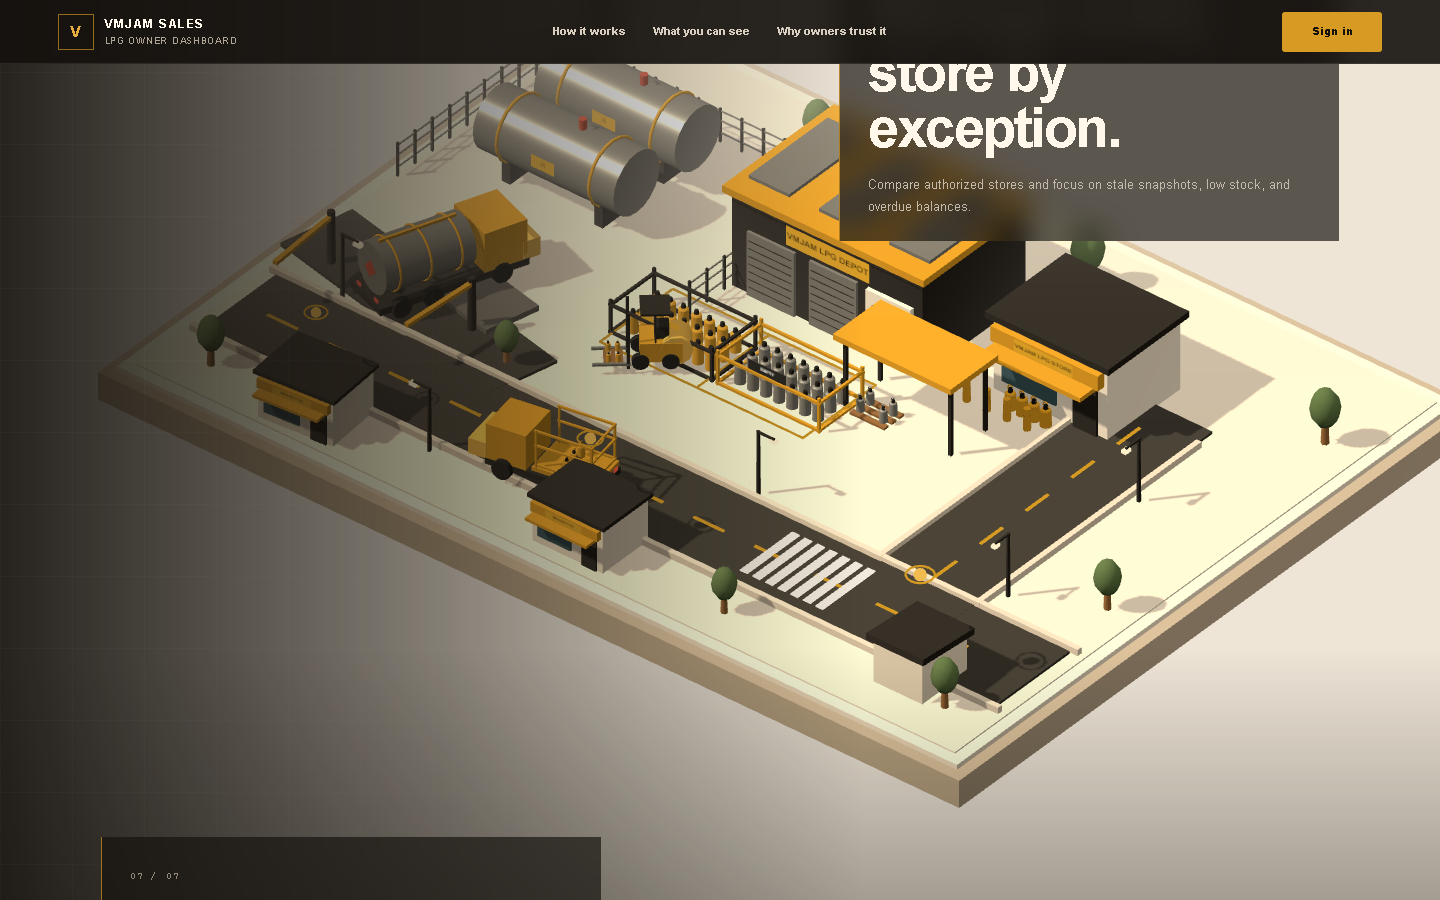 V
VMJAM SALES
LPG OWNER DASHBOARD
How it works
What you can see
Why owners trust it
Sign in
store by
exception.
Compare authorized stores and focus on stale snapshots, low stock, and
overdue balances.
VMJAM LPG DEPOT
VMJAM LPG STORE
07 / 07